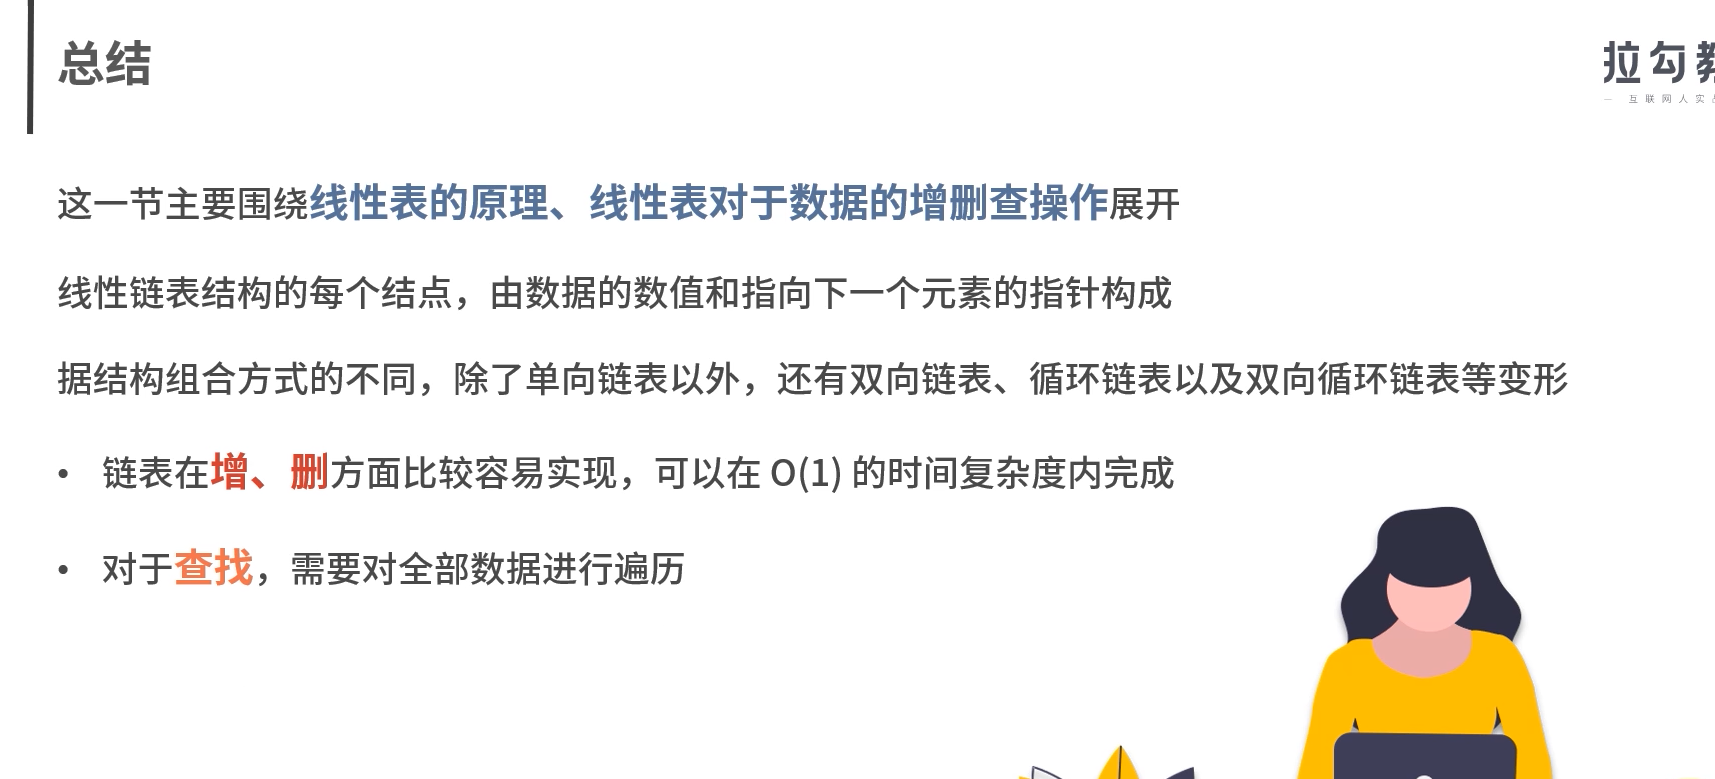 总结
拉勾
— 互联网人实
这一节主要围绕线性表的原理、线性表对于数据的增删查操作展开
线性链表结构的每个结点，由数据的数值和指向下一个元素的指针构成
据结构组合方式的不同，除了单向链表以外，还有双向链表、循环链表以及双向循环链表等变形
• 链表在增、删方面比较容易实现，可以在 O(1) 的时间复杂度内完成
• 对于查找，需要对全部数据进行遍历